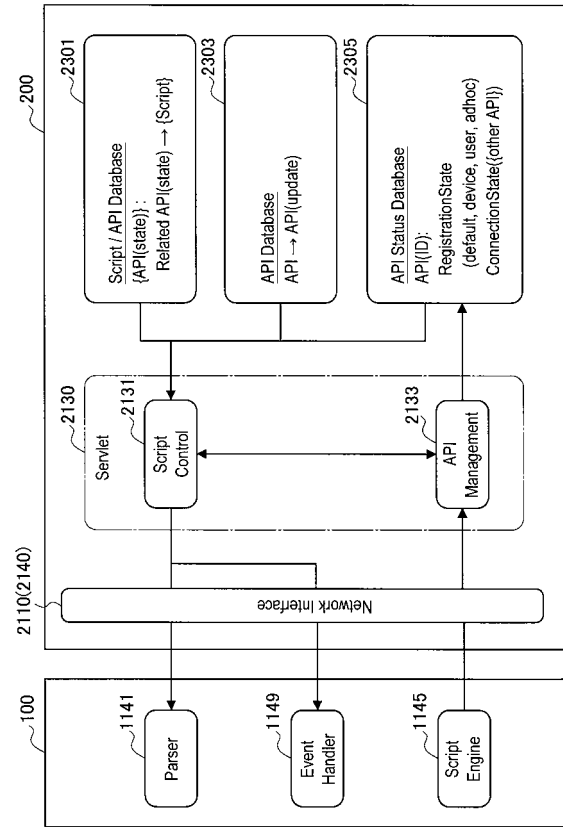 200
Script / API Database
{API(state)} :
Related API(state) → {Script}
2301
API Database
API → API(update)
2303
API Status Database
API(ID):
RegistrationState
(default, device, user, adhoc)
ConnectionState({other API})
2305
2130
Servlet
Script
Control
2131
API
Management
2133
2110(2140)
Network Interface
100
Parser
1141
Event
Handler
1149
Script
Engine
1145